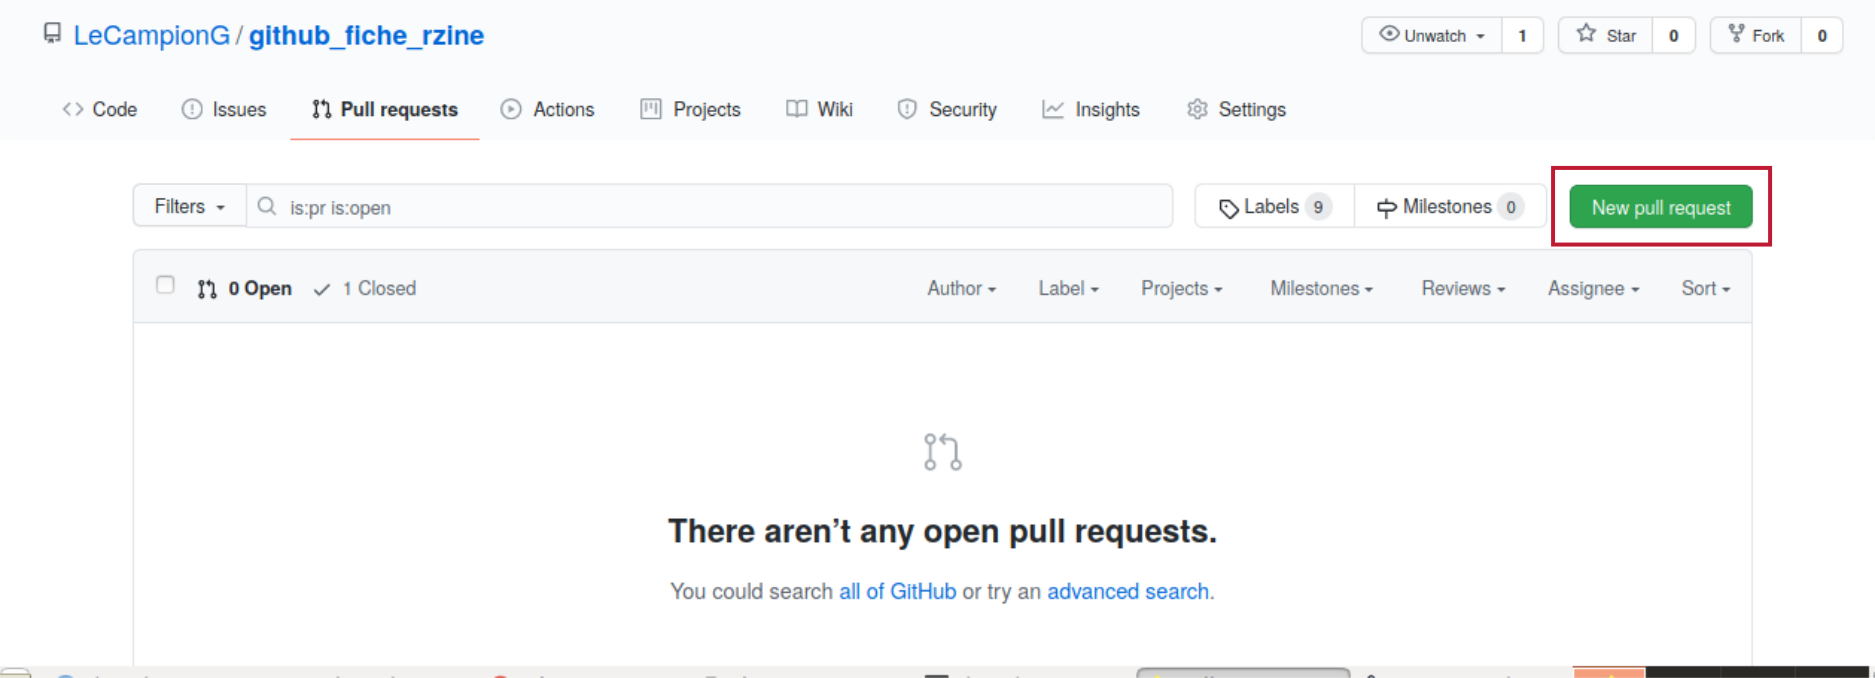 LeCampionG / github_fiche_rzine Unwatch 1 Star 0 Fork 0
Code Issues Pull requests Actions Projects Wiki Security Insights Settings
Filters is:pr is:open Labels 9 Milestones 0 New pull request
0 Open 1 Closed Author Label Projects Milestones Reviews Assignee Sort
There aren’t any open pull requests.
You could search all of GitHub or try an advanced search.